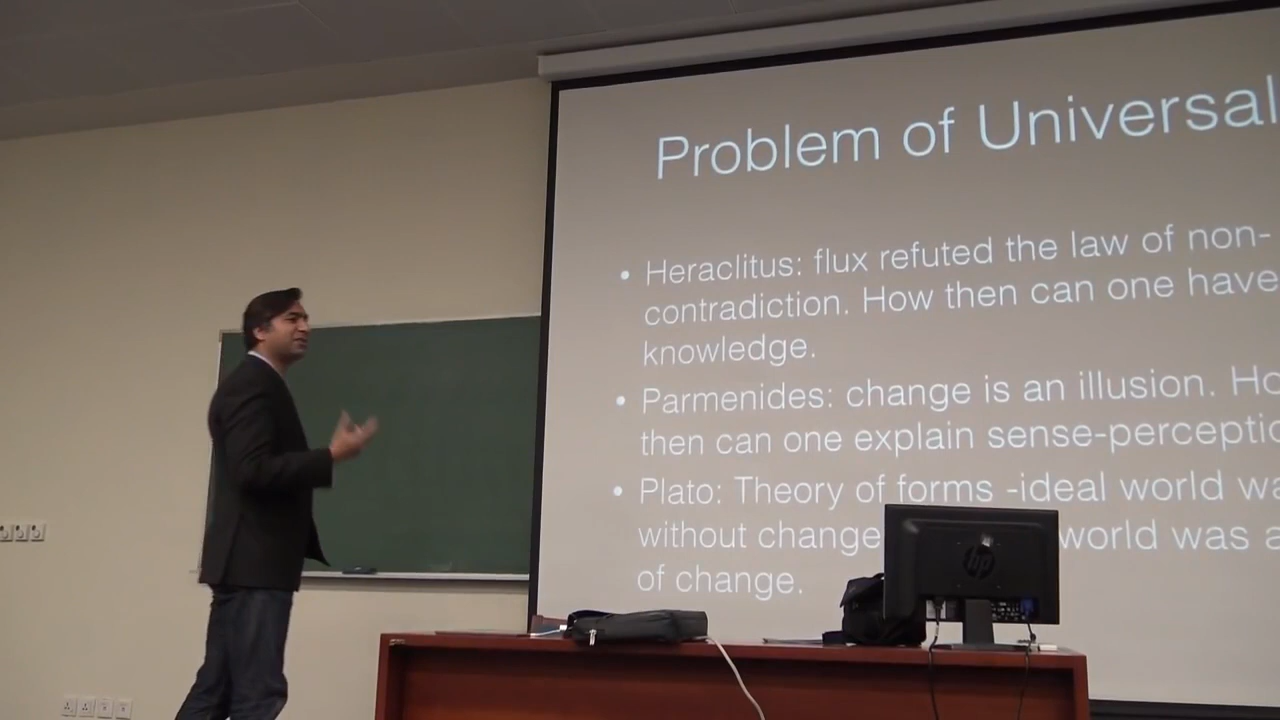 Problem of Universal
• Heraclitus: flux refuted the law of non-
contradiction. How then can one have
knowledge.
• Parmenides: change is an illusion. Ho
then can one explain sense-percepti
• Plato: Theory of forms -ideal world wa
without change world was a
of change.
hp